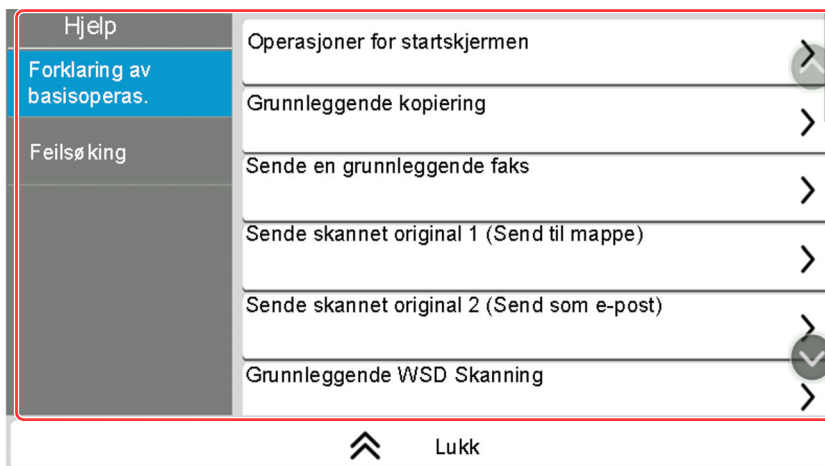 Hjelp
Forklaring av
basisoperas.
Feilsøking
Operasjoner for startskjermen
Grunnleggende kopiering
Sende en grunnleggende faks
Sende skannet original 1 (Send til mappe)
Sende skannet original 2 (Send som e-post)
Grunnleggende WSD Skanning
Lukk